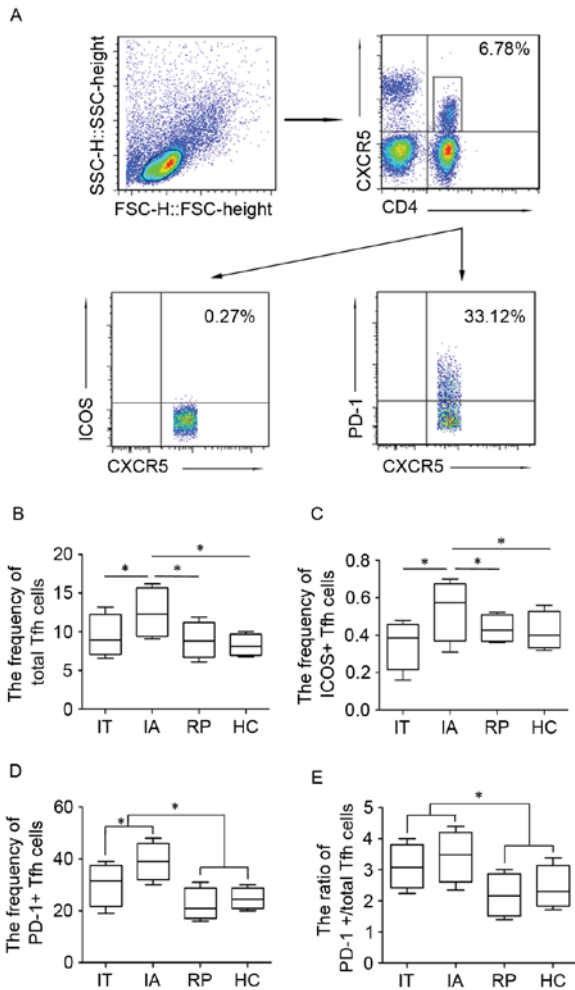 A
SSC-H::SSC-height
FSC-H::FSC-height
6.78%
CXCR5
CD4
0.27%
ICOS
CXCR5
33.12%
PD-1
CXCR5
B
The frequency of
total Tfh cells
20
15
10
5
0
*
*
*
IT IA RP HC
C
The frequency of
ICOS+ Tfh cells
0.8
0.6
0.4
0.2
0.0
*
*
*
IT IA RP HC
D
The frequency of
PD-1+ Tfh cells
60
40
20
0
*
*
IT IA RP HC
E
The ratio of
PD-1 +/total Tfh cells
5
4
3
2
1
0
*
IT IA RP HC